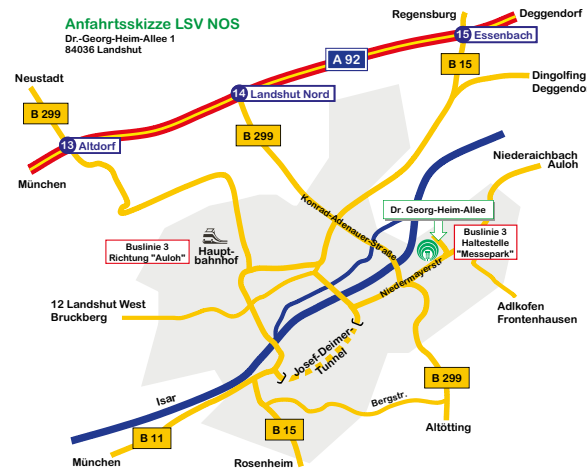 Anfahrtsskizze LSV NOS
Dr.-Georg-Heim-Allee 1
84036 Landshut
Regensburg
Deggendorf
15 Essenbach
A 92
B 15
Neustadt
Dingolfing
Deggendo
14 Landshut Nord
B 299
B 299
13 Altdorf
Niederaichbach
Auloh
München
Konrad-Adenauer-Straße
Dr. Georg-Heim-Allee
Buslinie 3
Richtung "Auloh"
Haupt-
bahnhof
Buslinie 3
Haltestelle
"Messepark"
Niedermayerstr
12 Landshut West
Bruckberg
Adlkofen
Frontenhausen
Josef-Deimer-
Tunnel
B 299
Isar
Bergstr.
Altötting
B 11
B 15
München
Rosenheim